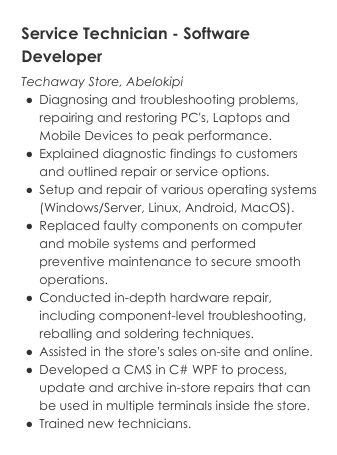 Service Technician - Software
Developer
Techaway Store, Abelokipi
● Diagnosing and troubleshooting problems,
repairing and restoring PC's, Laptops and
Mobile Devices to peak performance.
● Explained diagnostic findings to customers
and outlined repair or service options.
● Setup and repair of various operating systems
(Windows/Server, Linux, Android, MacOS).
● Replaced faulty components on computer
and mobile systems and performed
preventive maintenance to secure smooth
operations.
● Conducted in-depth hardware repair,
including component-level troubleshooting,
reballing and soldering techniques.
● Assisted in the store's sales on-site and online.
● Developed a CMS in C# WPF to process,
update and archive in-store repairs that can
be used in multiple terminals inside the store.
● Trained new technicians.